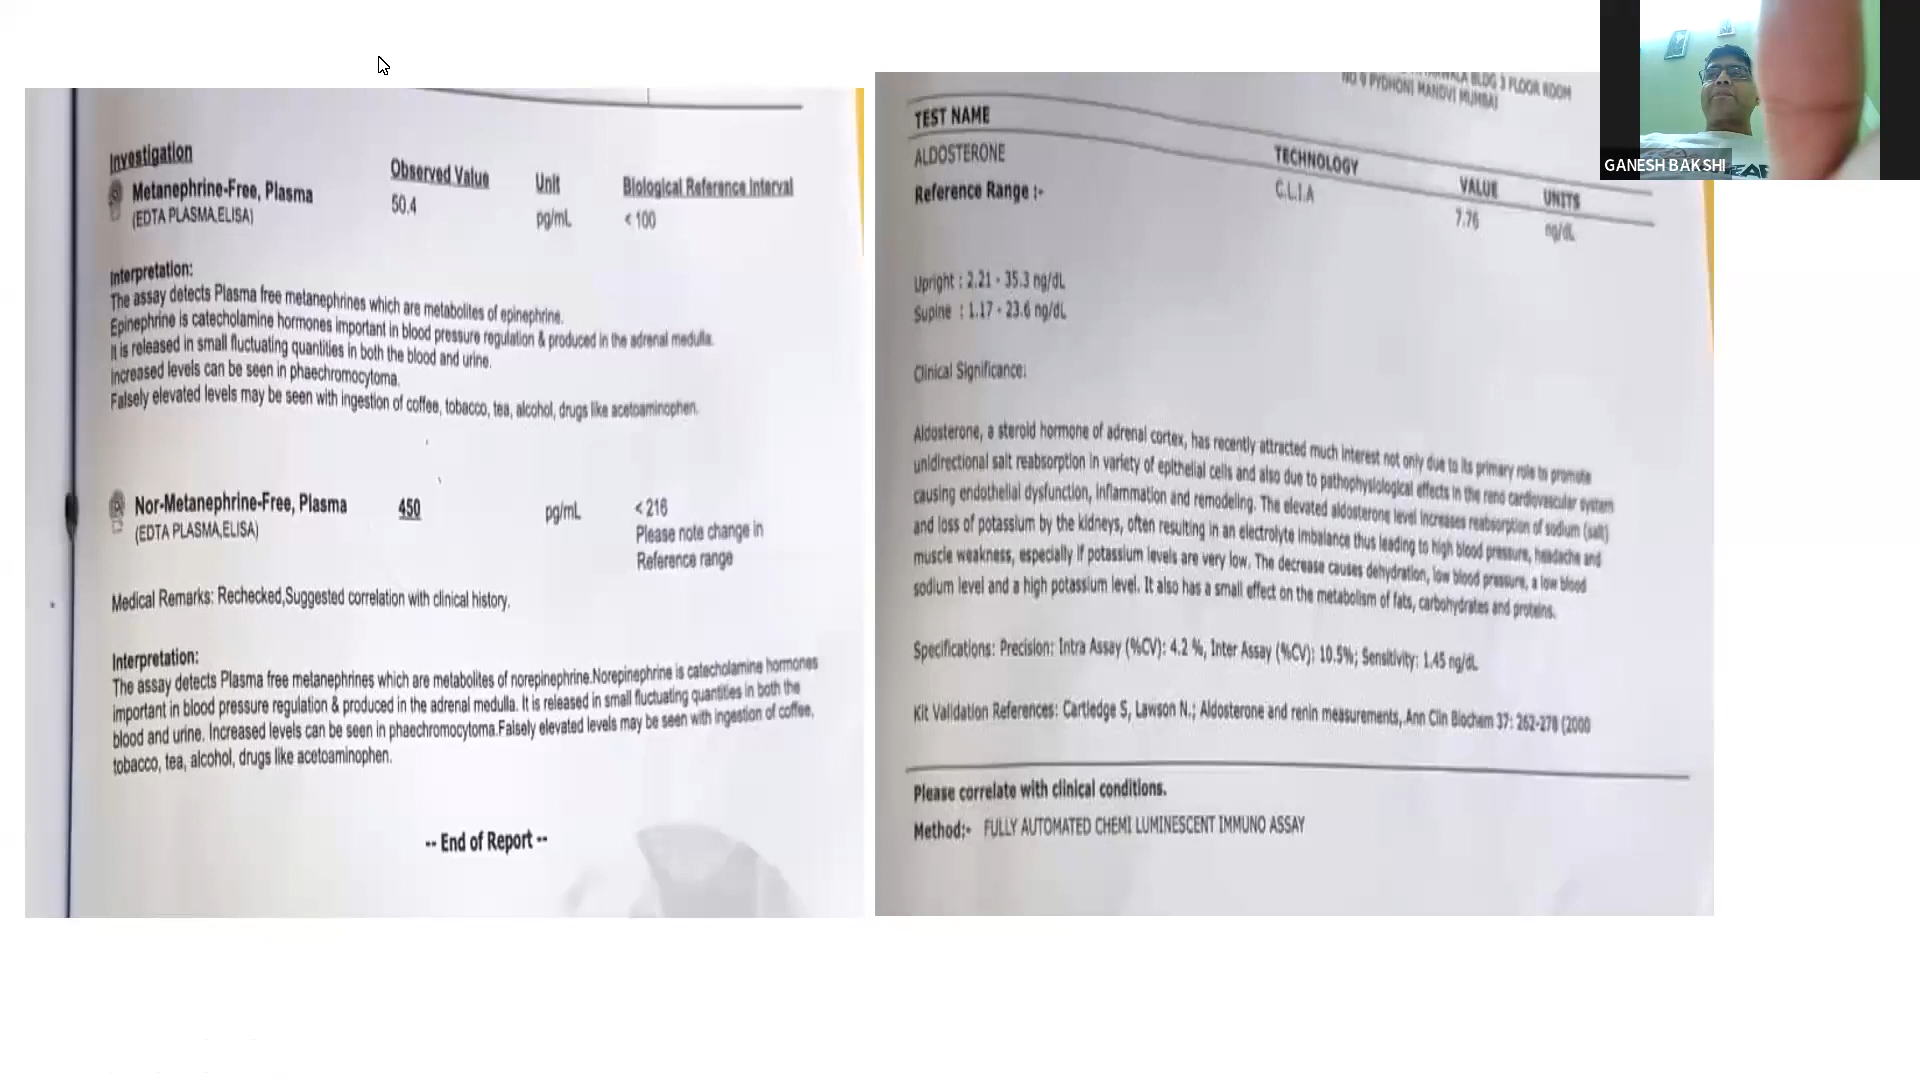 Investigation
Observed Value
Unit
Biological Reference Interval
Metanephrine-Free, Plasma
50.4
pg/mL
< 100
(EDTA PLASMA,ELISA)
Interpretation:
The assay detects Plasma free metanephrines which are metabolites of epinephrine.
Epinephrine is catecholamine hormones important in blood pressure regulation & produced in the adrenal medulla.
It is released in small fluctuating quantities in both the blood and urine.
Increased levels can be seen in phaechromocytoma.
Falsely elevated levels may be seen with ingestion of coffee, tobacco, tea, alcohol, drugs like acetoaminophen.
Nor-Metanephrine-Free, Plasma
450
pg/mL
< 216
(EDTA PLASMA,ELISA)
Please note change in
Reference range
Medical Remarks: Rechecked,Suggested correlation with clinical history.
Interpretation:
The assay detects Plasma free metanephrines which are metabolites of norepinephrine.Norepinephrine is catecholamine hormones
important in blood pressure regulation & produced in the adrenal medulla. It is released in small fluctuating quantities in both the
blood and urine. Increased levels can be seen in phaechromocytoma.Falsely elevated levels may be seen with ingestion of coffee,
tobacco, tea, alcohol, drugs like acetoaminophen.
-- End of Report --
BLDG 3 FLOOR ROOM
NO 9 PYDHONI MANDVI MUMBAI
TEST NAME
TECHNOLOGY
VALUE
UNITS
ALDOSTERONE
C.L.I.A
7.76
ng/dL
Reference Range :-
Upright : 2.21 - 35.3 ng/dL
Supine : 1.17 - 23.6 ng/dL
Clinical Significance:
Aldosterone, a steroid hormone of adrenal cortex, has recently attracted much interest not only due to its primary role to promote
unidirectional salt reabsorption in variety of epithelial cells and also due to pathophysiological effects in the reno cardiovascular system
causing endothelial dysfunction, inflammation and remodeling. The elevated aldosterone level increases reabsorption of sodium (salt)
and loss of potassium by the kidneys, often resulting in an electrolyte imbalance thus leading to high blood pressure, headache and
muscle weakness, especially if potassium levels are very low. The decrease causes dehydration, low blood pressure, a low blood
sodium level and a high potassium level. It also has a small effect on the metabolism of fats, carbohydrates and proteins.
Specifications: Precision: Intra Assay (%CV): 4.2 %, Inter Assay (%CV): 10.5%; Sensitivity: 1.45 ng/dL
Kit Validation References: Cartledge S, Lawson N.; Aldosterone and renin measurements, Ann Clin Biochem 37: 262-278 (2000
Please correlate with clinical conditions.
Method:- FULLY AUTOMATED CHEMI LUMINESCENT IMMUNO ASSAY
GANESH BAKSHI